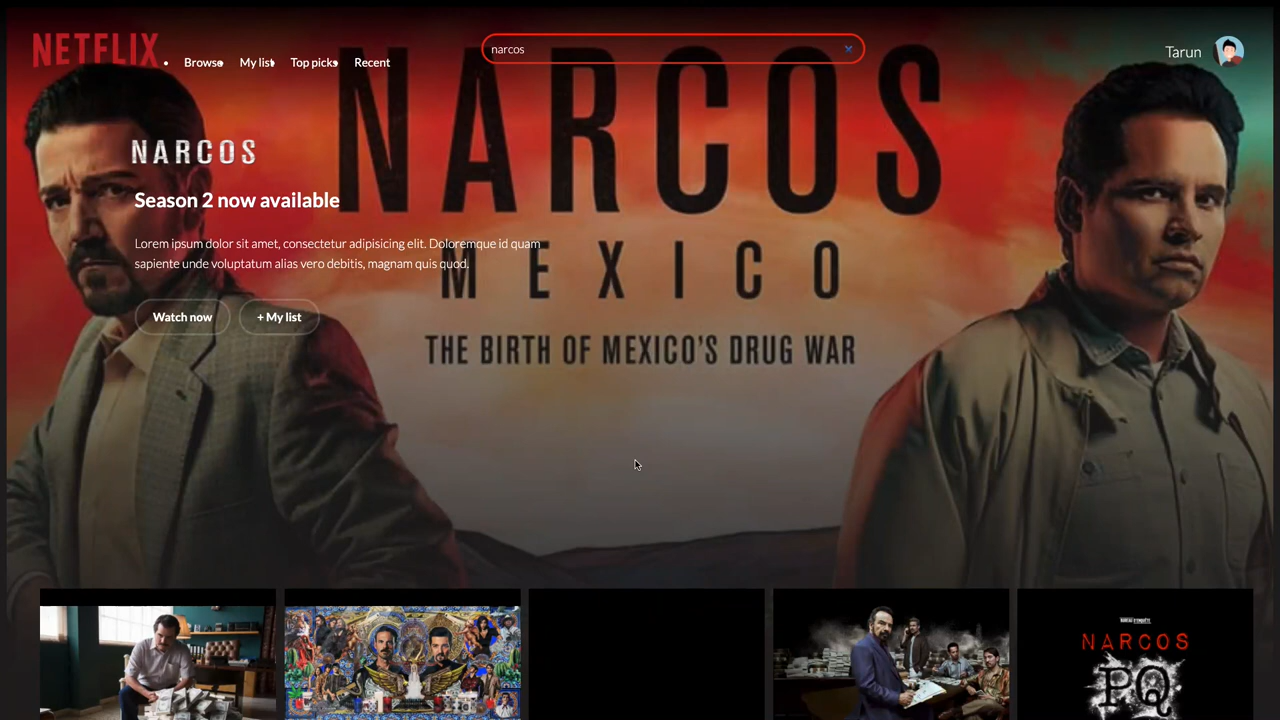 NETFLIX
Browse
My list
Top picks
Recent
narcos
Tarun
NARCOS
MEXICO
THE BIRTH OF MEXICO'S DRUG WAR
NARCOS
Season 2 now available
Lorem ipsum dolor sit amet, consectetur adipisicing elit. Doloremque id quam
sapiente unde voluptatum alias vero debitis, magnam quis quod.
Watch now
+ My list
NARCOS
PQ